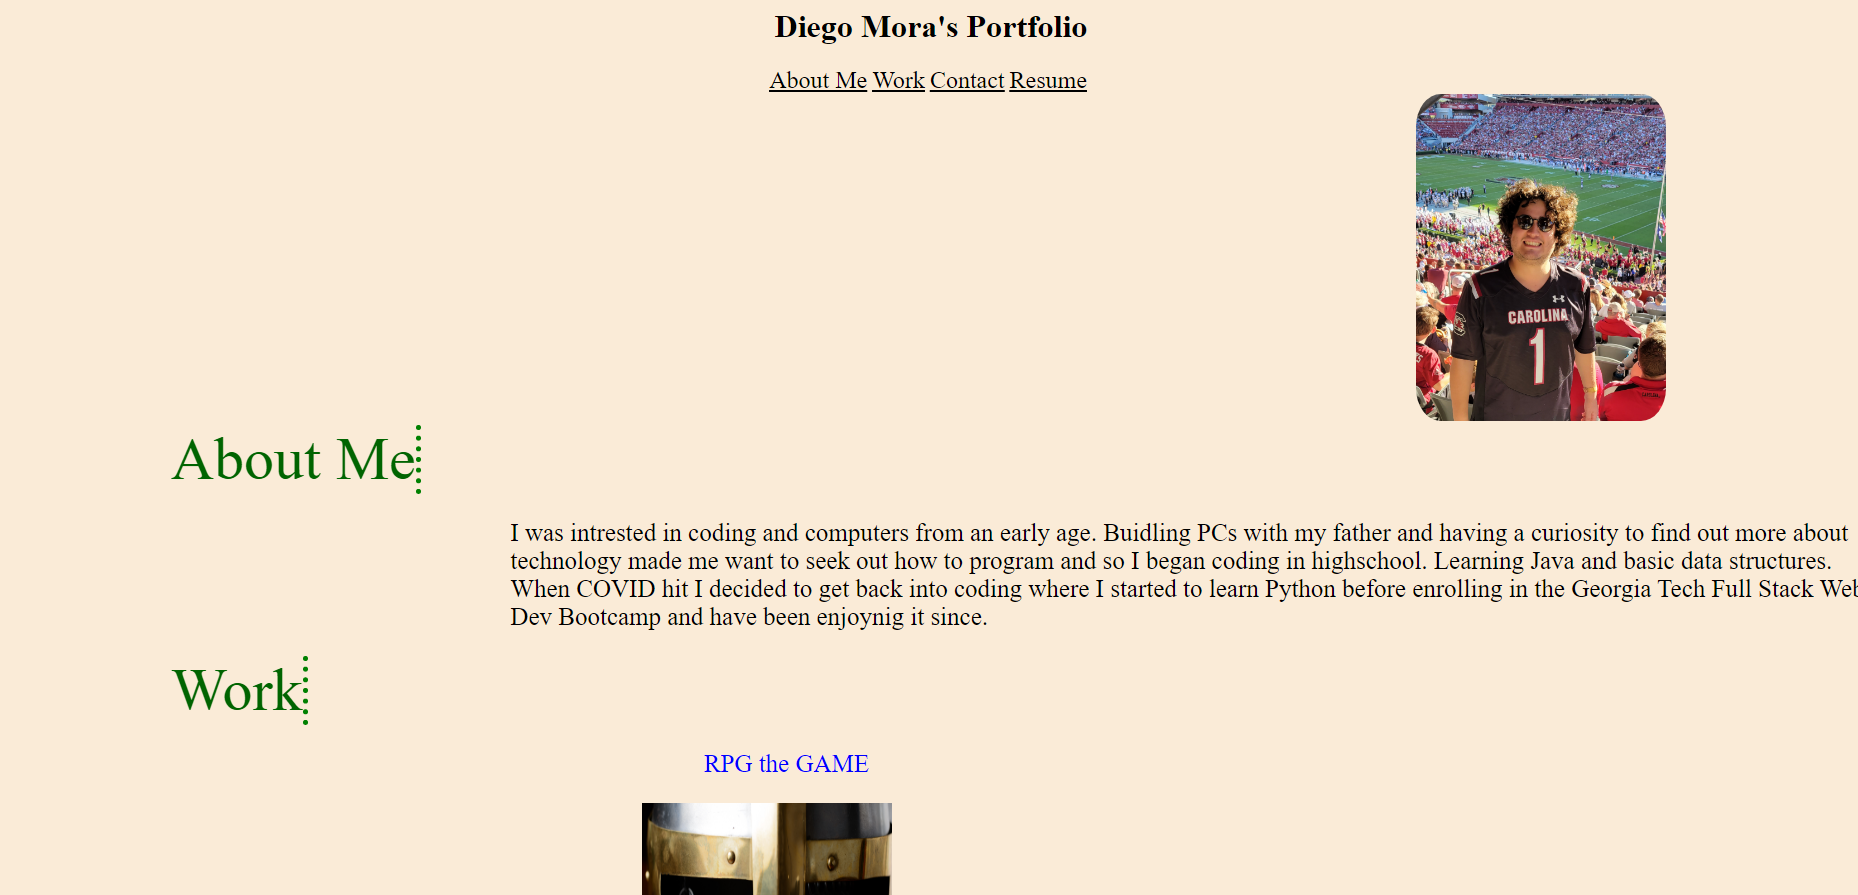 Diego Mora's Portfolio
About Me Work Contact Resume
CAROLINA
1
About Me
I was intrested in coding and computers from an early age. Buidling PCs with my father and having a curiosity to find out more about
technology made me want to seek out how to program and so I began coding in highschool. Learning Java and basic data structures.
When COVID hit I decided to get back into coding where I started to learn Python before enrolling in the Georgia Tech Full Stack Web
Dev Bootcamp and have been enjoynig it since.
Work
RPG the GAME